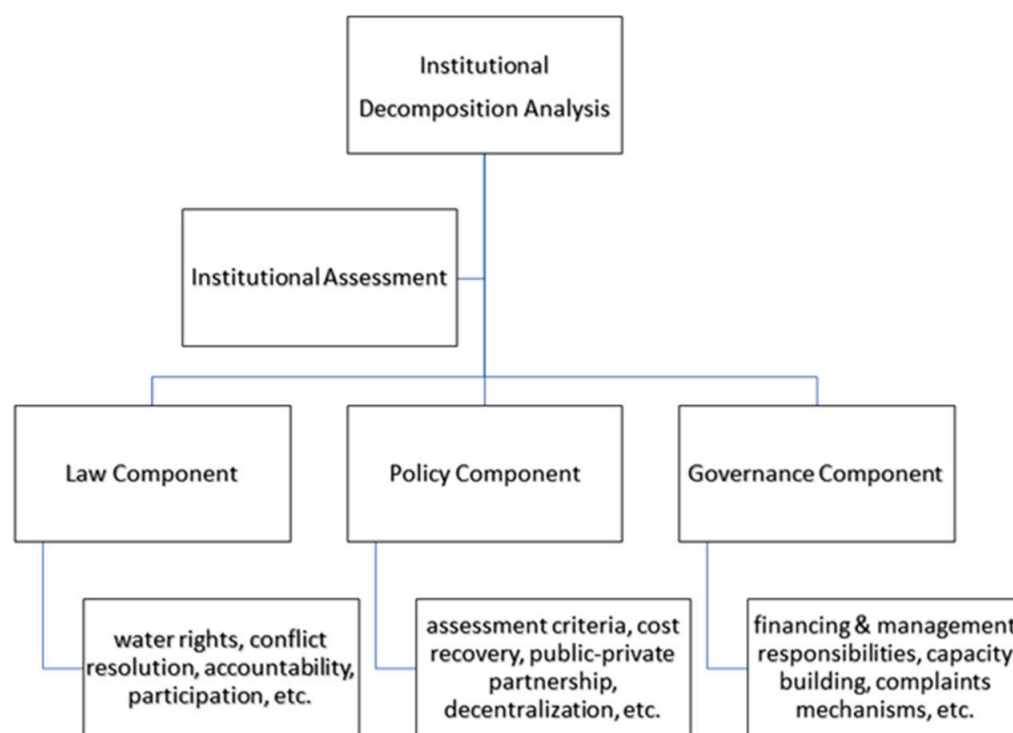 Institutional
Decomposition Analysis
Institutional Assessment
Law Component
Policy Component
Governance Component
water rights, conflict
resolution, accountability,
participation, etc.
assessment criteria, cost
recovery, public-private
partnership,
decentralization, etc.
financing & management
responsibilities, capacity
building, complaints
mechanisms, etc.